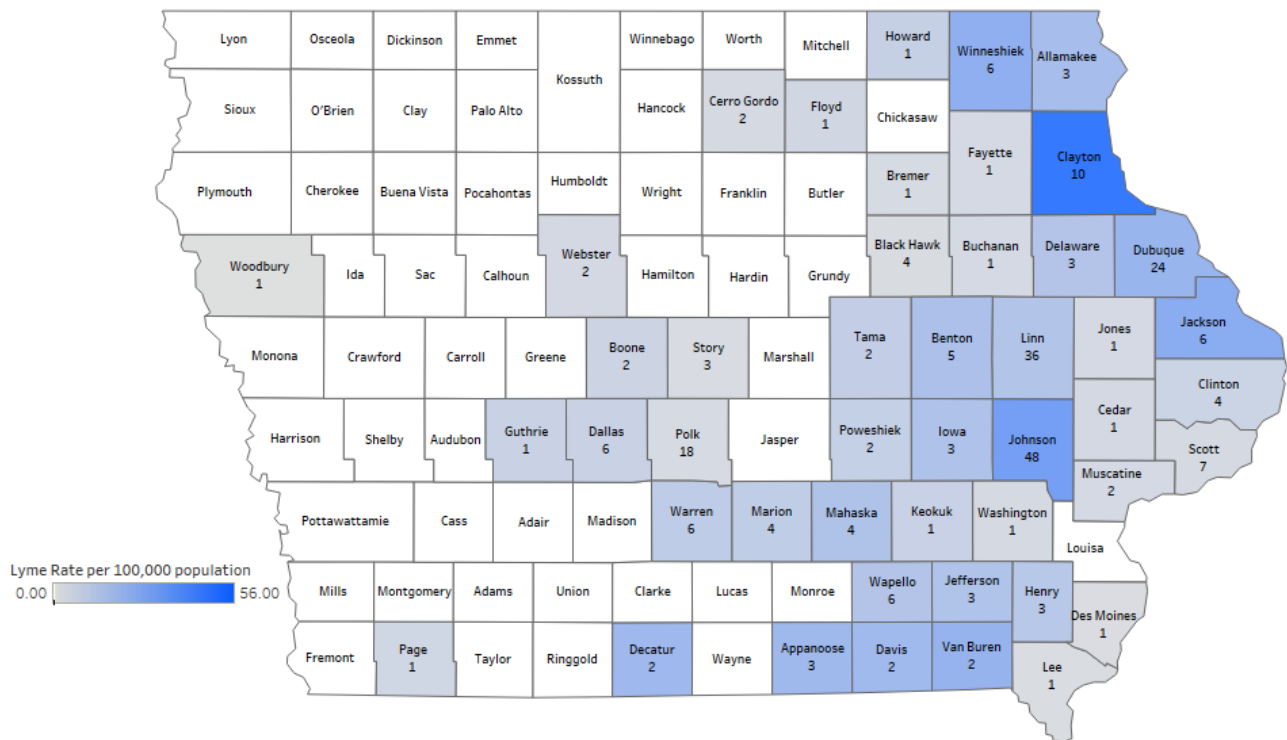 Lyon
Osceola
Dickinson
Emmet
Kossuth
Winnebago
Worth
Mitchell
Howard
1
Winneshiek
6
Allamakee
3
Sioux
O'Brien
Clay
Palo Alto
Hancock
Cerro Gordo
2
Floyd
1
Chickasaw
Fayette
1
Clayton
10
Plymouth
Cherokee
Buena Vista
Pocahontas
Humboldt
Wright
Franklin
Butler
Bremer
1
Woodbury
1
Ida
Sac
Calhoun
Webster
2
Hamilton
Hardin
Grundy
Black Hawk
4
Buchanan
1
Delaware
3
Dubuque
24
Monona
Crawford
Carroll
Greene
Boone
2
Story
3
Marshall
Tama
2
Benton
5
Linn
36
Jones
1
Jackson
6
Clinton
4
Harrison
Shelby
Audubon
Guthrie
1
Dallas
6
Polk
18
Jasper
Poweshiek
2
Iowa
3
Johnson
48
Cedar
1
Scott
7
Muscatine
2
Pottawattamie
Cass
Adair
Madison
Warren
6
Marion
4
Mahaska
4
Keokuk
1
Washington
1
Louisa
Lyme Rate per 100,000 population
0.00
56.00
Mills
Montgomery
Adams
Union
Clarke
Lucas
Monroe
Wapello
6
Jefferson
3
Henry
3
Des Moines
1
Fremont
Page
1
Taylor
Ringgold
Decatur
2
Wayne
Appanoose
3
Davis
2
Van Buren
2
Lee
1